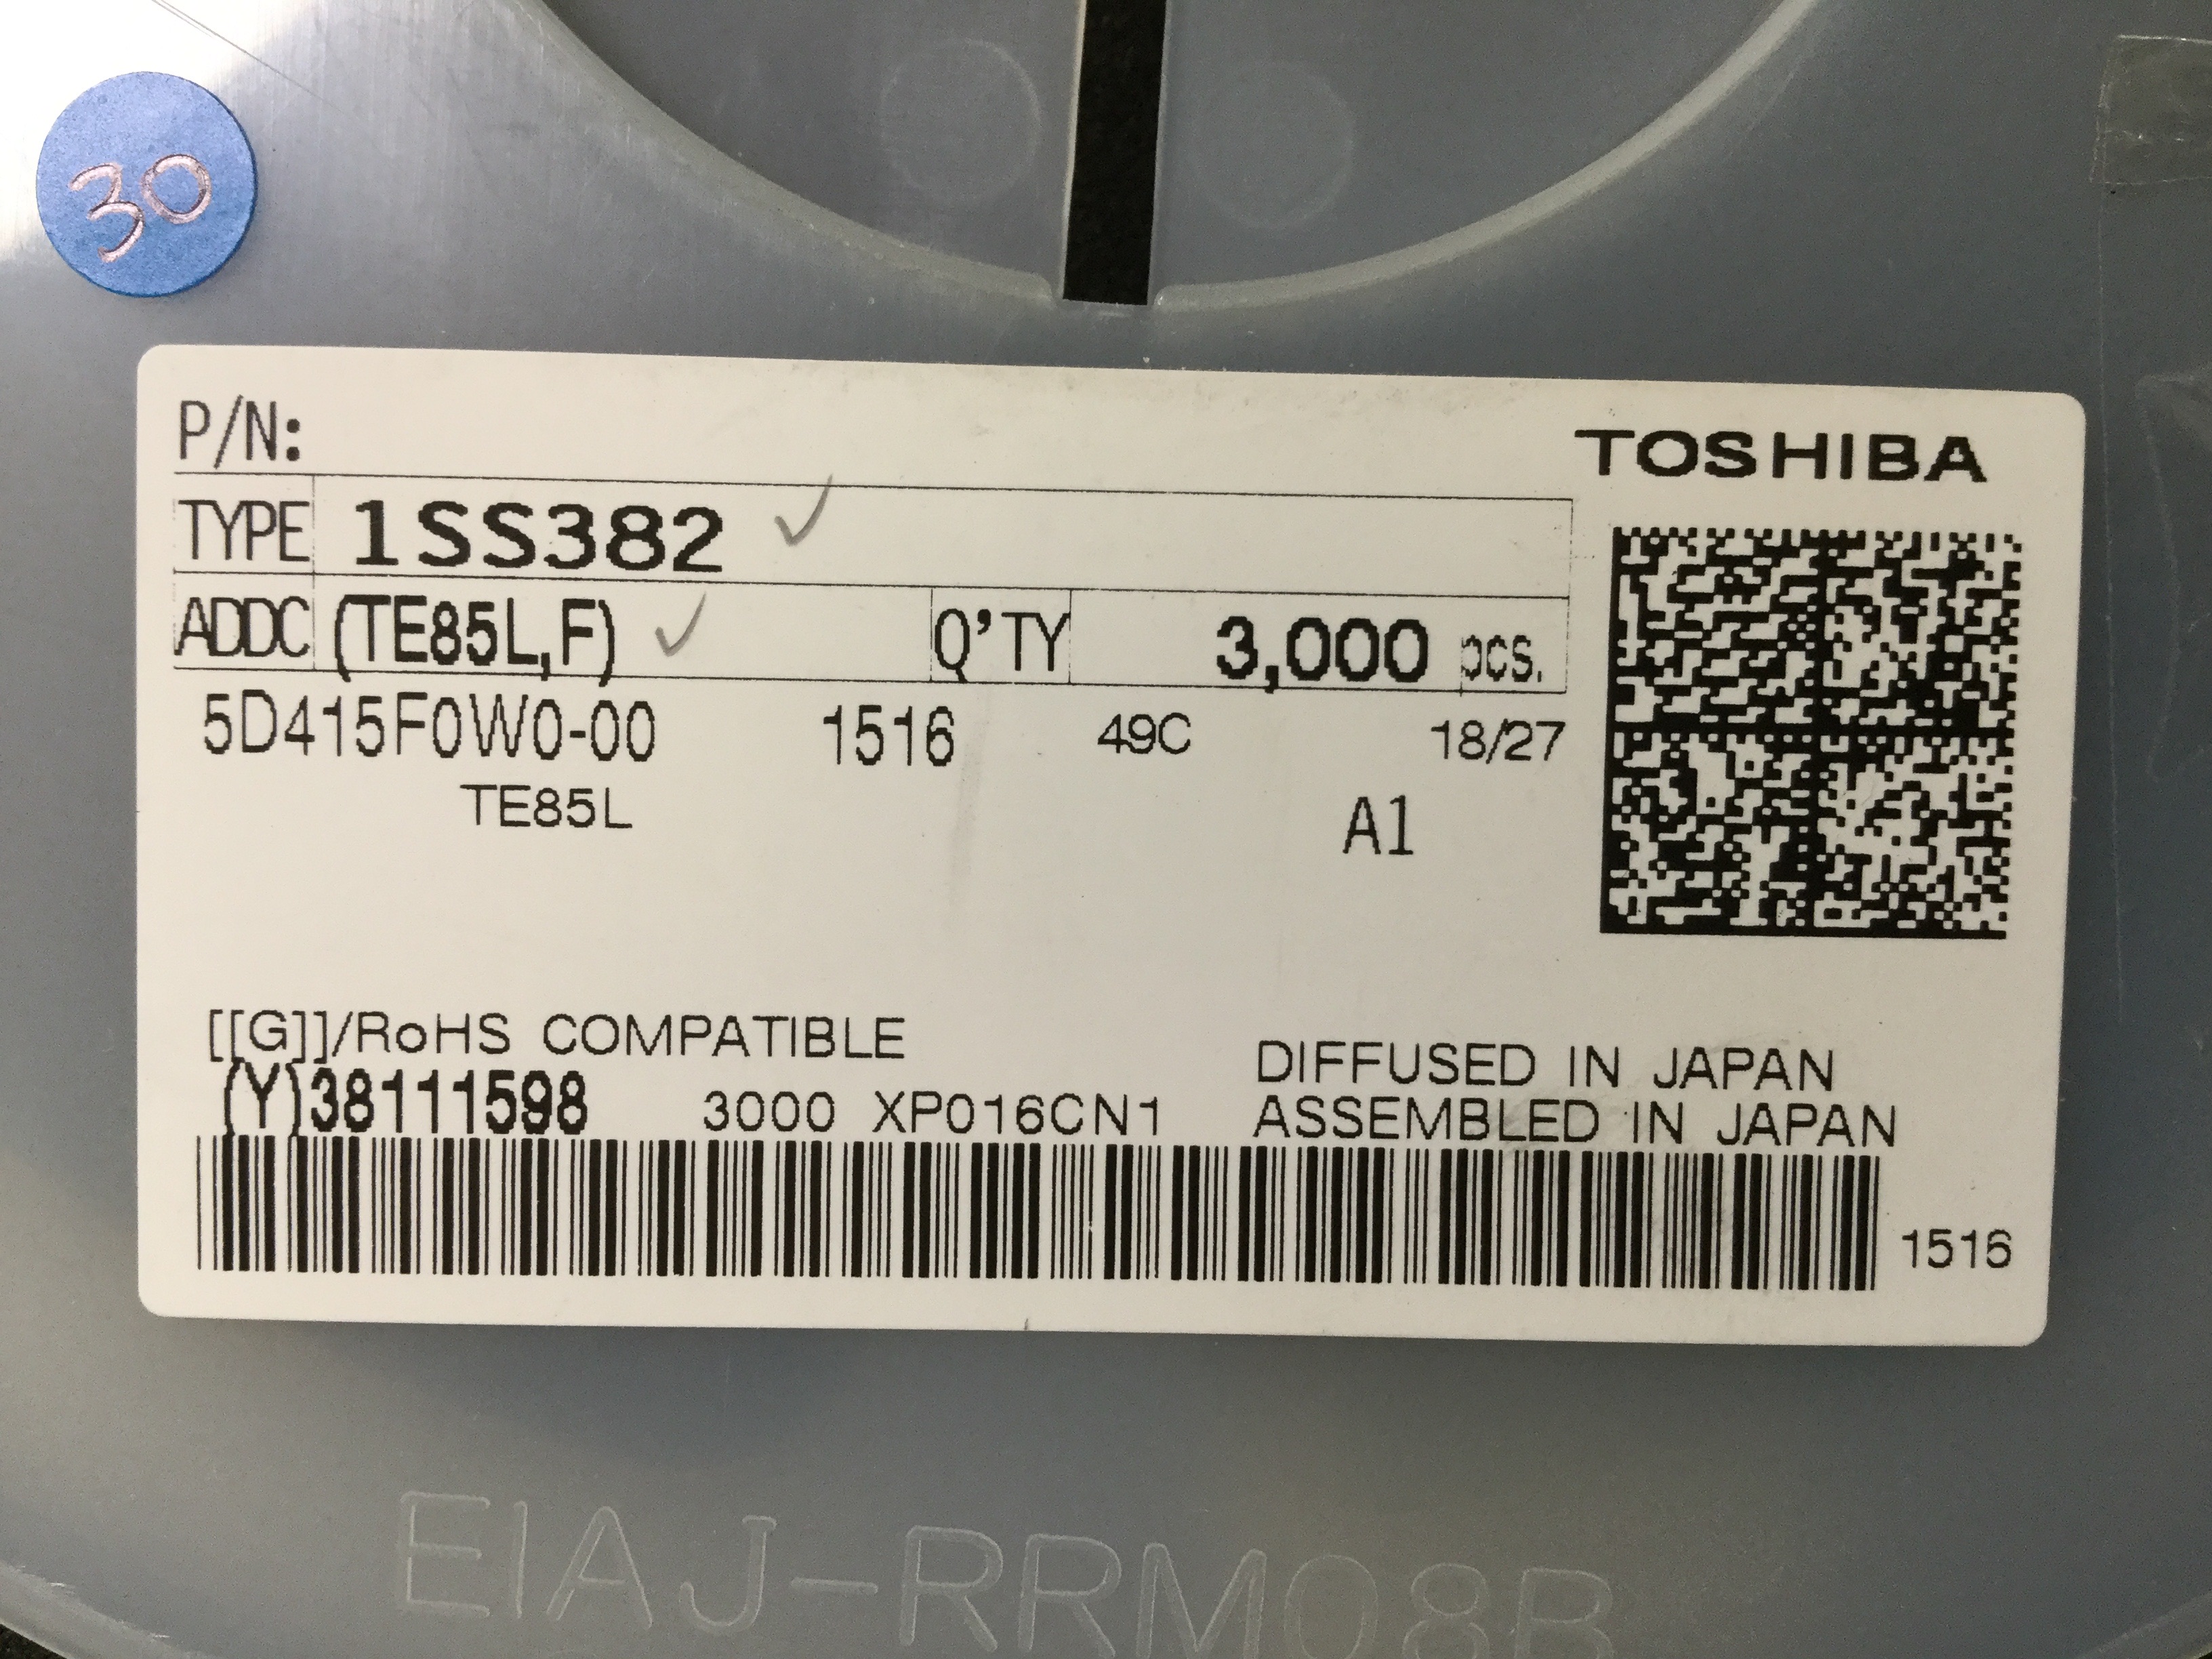 30
P/N:
TOSHIBA
TYPE 1SS382
ADDC (TE85L,F) Q'TY 3,000 pcs.
5D415F0W0-00 1516 49C 18/27
TE85L A1
[[G]]/RoHS COMPATIBLE
DIFFUSED IN JAPAN
(Y)38111598 3000 XP016CN1 ASSEMBLED IN JAPAN
1516
EIAJ-RRM08B